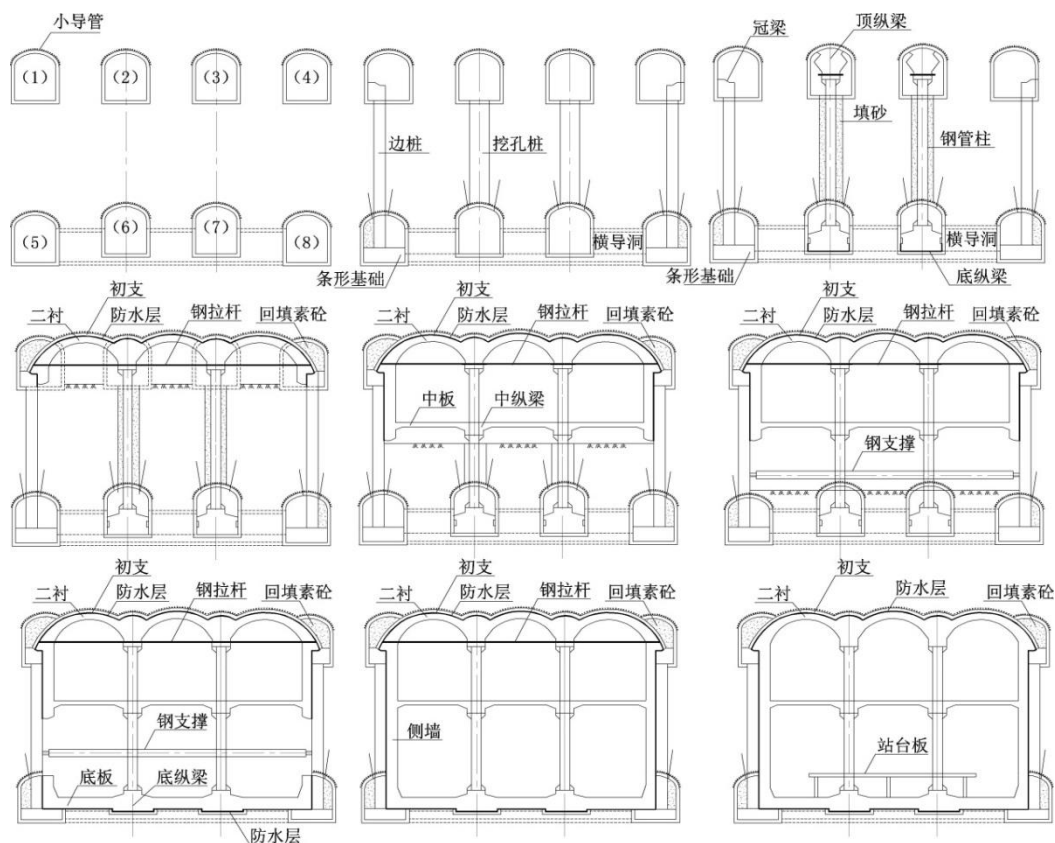 小导管
(1) (2) (3) (4)
(5) (6) (7) (8)
边桩 挖孔桩
横导洞
条形基础
冠梁 顶纵梁
填砂
钢管柱
横导洞
条形基础 底纵梁
初支
二衬 防水层 钢拉杆 回填素砼
初支
二衬 防水层 钢拉杆 回填素砼
中板 中纵梁
初支
二衬 防水层 钢拉杆 回填素砼
钢支撑
初支
二衬 防水层 钢拉杆 回填素砼
钢支撑
底板 底纵梁
防水层
初支
二衬 防水层 钢拉杆 回填素砼
侧墙
初支
二衬 防水层 回填素砼
站台板